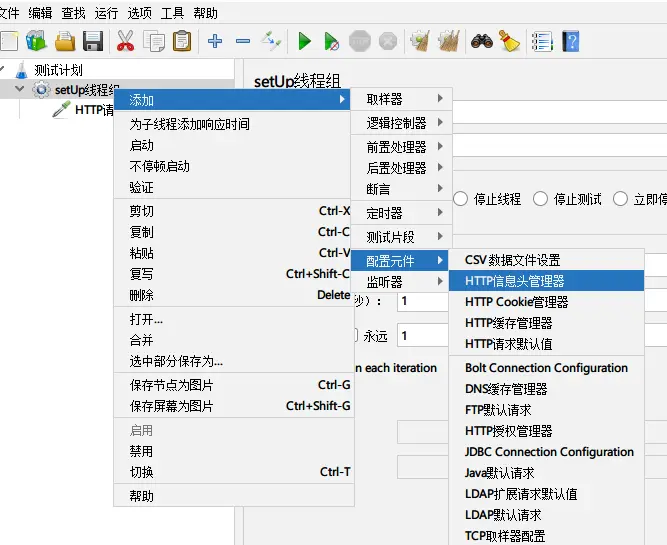 文件 编辑 查找 运行 选项 工具 帮助
测试计划
setUp线程组
HTTP请
setUp线程组
添加
为子线程添加响应时间
启动
不停顿启动
验证
剪切 Ctrl-X
复制 Ctrl-C
粘贴 Ctrl-V
复写 Ctrl+Shift-C
删除 Delete
打开...
合并
选中部分保存为...
保存节点为图片 Ctrl-G
保存屏幕为图片 Ctrl+Shift-G
启用
禁用
切换 Ctrl-T
帮助
取样器
逻辑控制器
前置处理器
后置处理器
断言
定时器
测试片段
配置元件
监听器
停止线程 停止测试 立即停
秒): 1
永远 1
n each iteration
CSV 数据文件设置
HTTP信息头管理器
HTTP Cookie管理器
HTTP缓存管理器
HTTP请求默认值
Bolt Connection Configuration
DNS缓存管理器
FTP默认请求
HTTP授权管理器
JDBC Connection Configuration
Java默认请求
LDAP扩展请求默认值
LDAP默认请求
TCP取样器配置